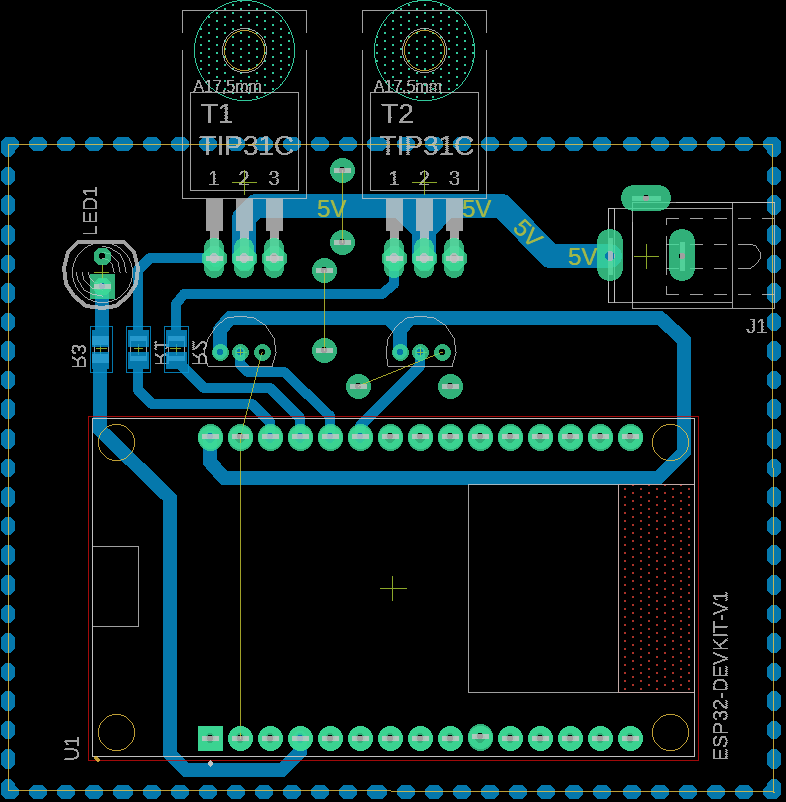 A17,5mm
A17,5mm
T1
T2
TIP31C
TIP31C
1 2 3
1 2 3
LED1
5V
5V
5V
5V
J1
R3
R1
R2
ESP32-DEVKIT-V1
U1